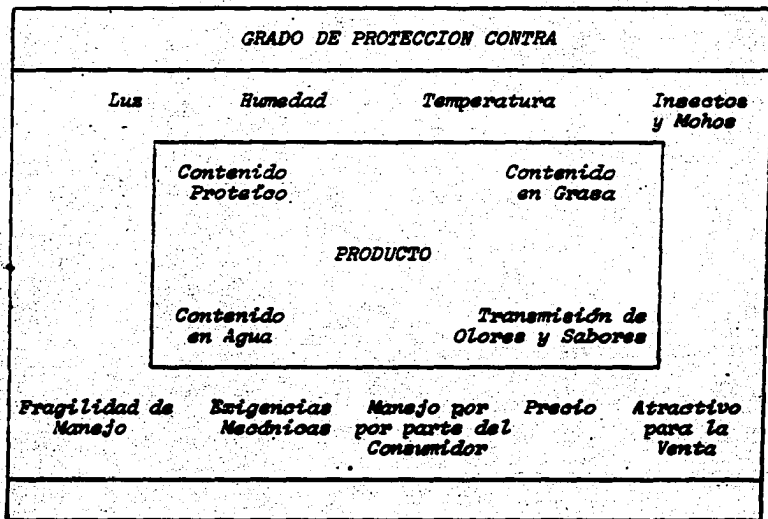 GRADO DE PROTECCION CONTRA
Luz Humedad Temperatura Insectos
y Mohos
Contenido Contenido
Proteíco en Grasa
PRODUCTO
Contenido Transmisión de
en Agua Olores y Sabores
Fragilidad de Exigencias Manejo por Precio Atractivo
Manejo Mecánicas por parte del para la
Consumidor Venta